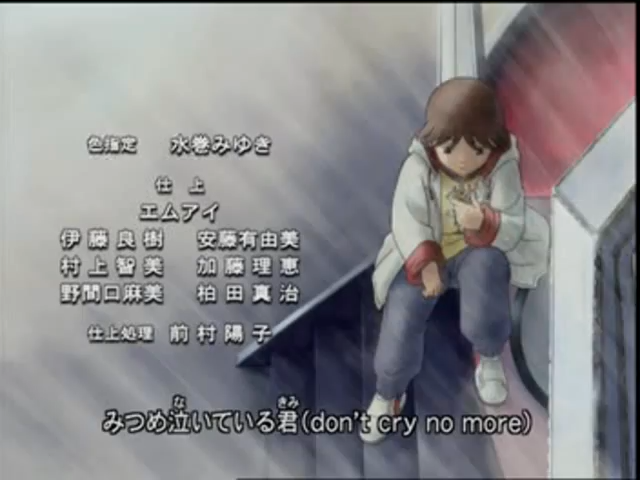 色指定 水巻みゆき
仕上
エムアイ
伊藤良樹 安藤有由美
村上智美 加藤理恵
野間口麻美 柏田真治
仕上処理 前村陽子
な きみ
みつめ泣いている君(don't cry no more)